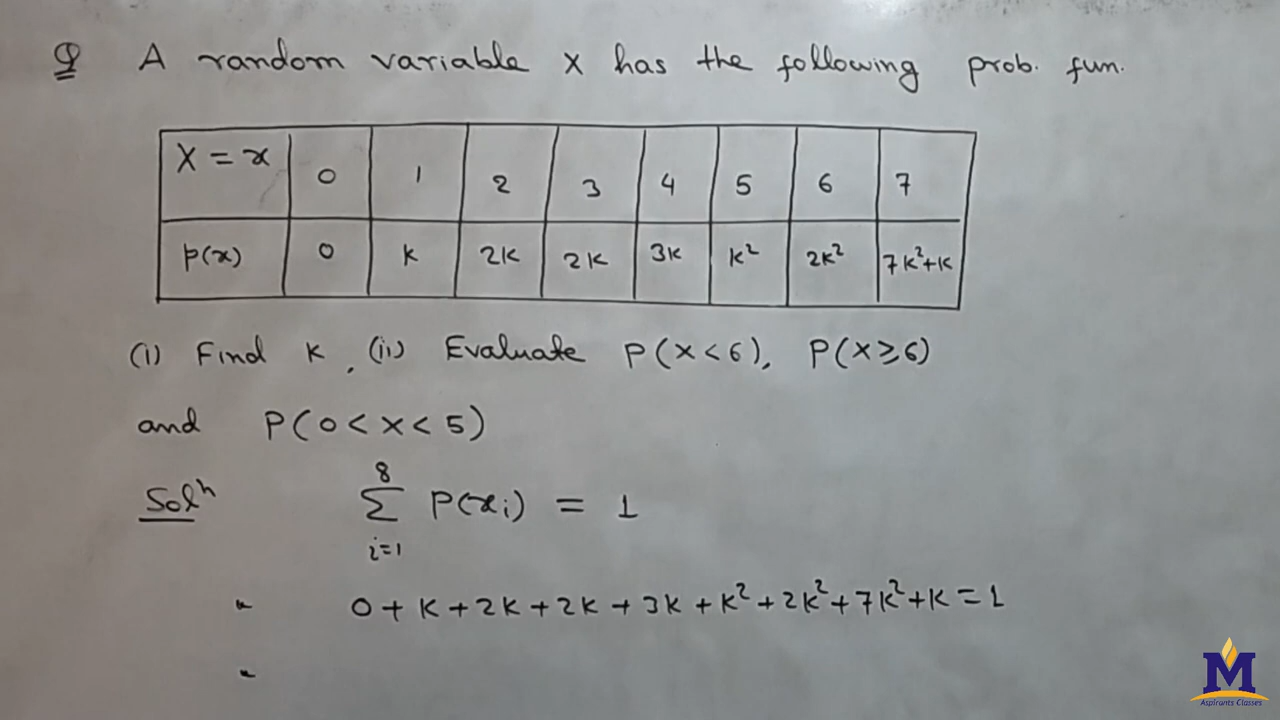 Q A random variable X has the following prob. fun.
X = x 0 1 2 3 4 5 6 7
p(x) 0 K 2K 2K 3K K² 2K² 7K²+K
(i) Find K, (ii) Evaluate P(X<6), P(X≥6)
and P(0<X<5)
Solⁿ 8
Σ P(xi) = 1
i=1
" 0+K+2K+2K+3K+K²+2K²+7K²+K=1
"
M
Aspirants Classes